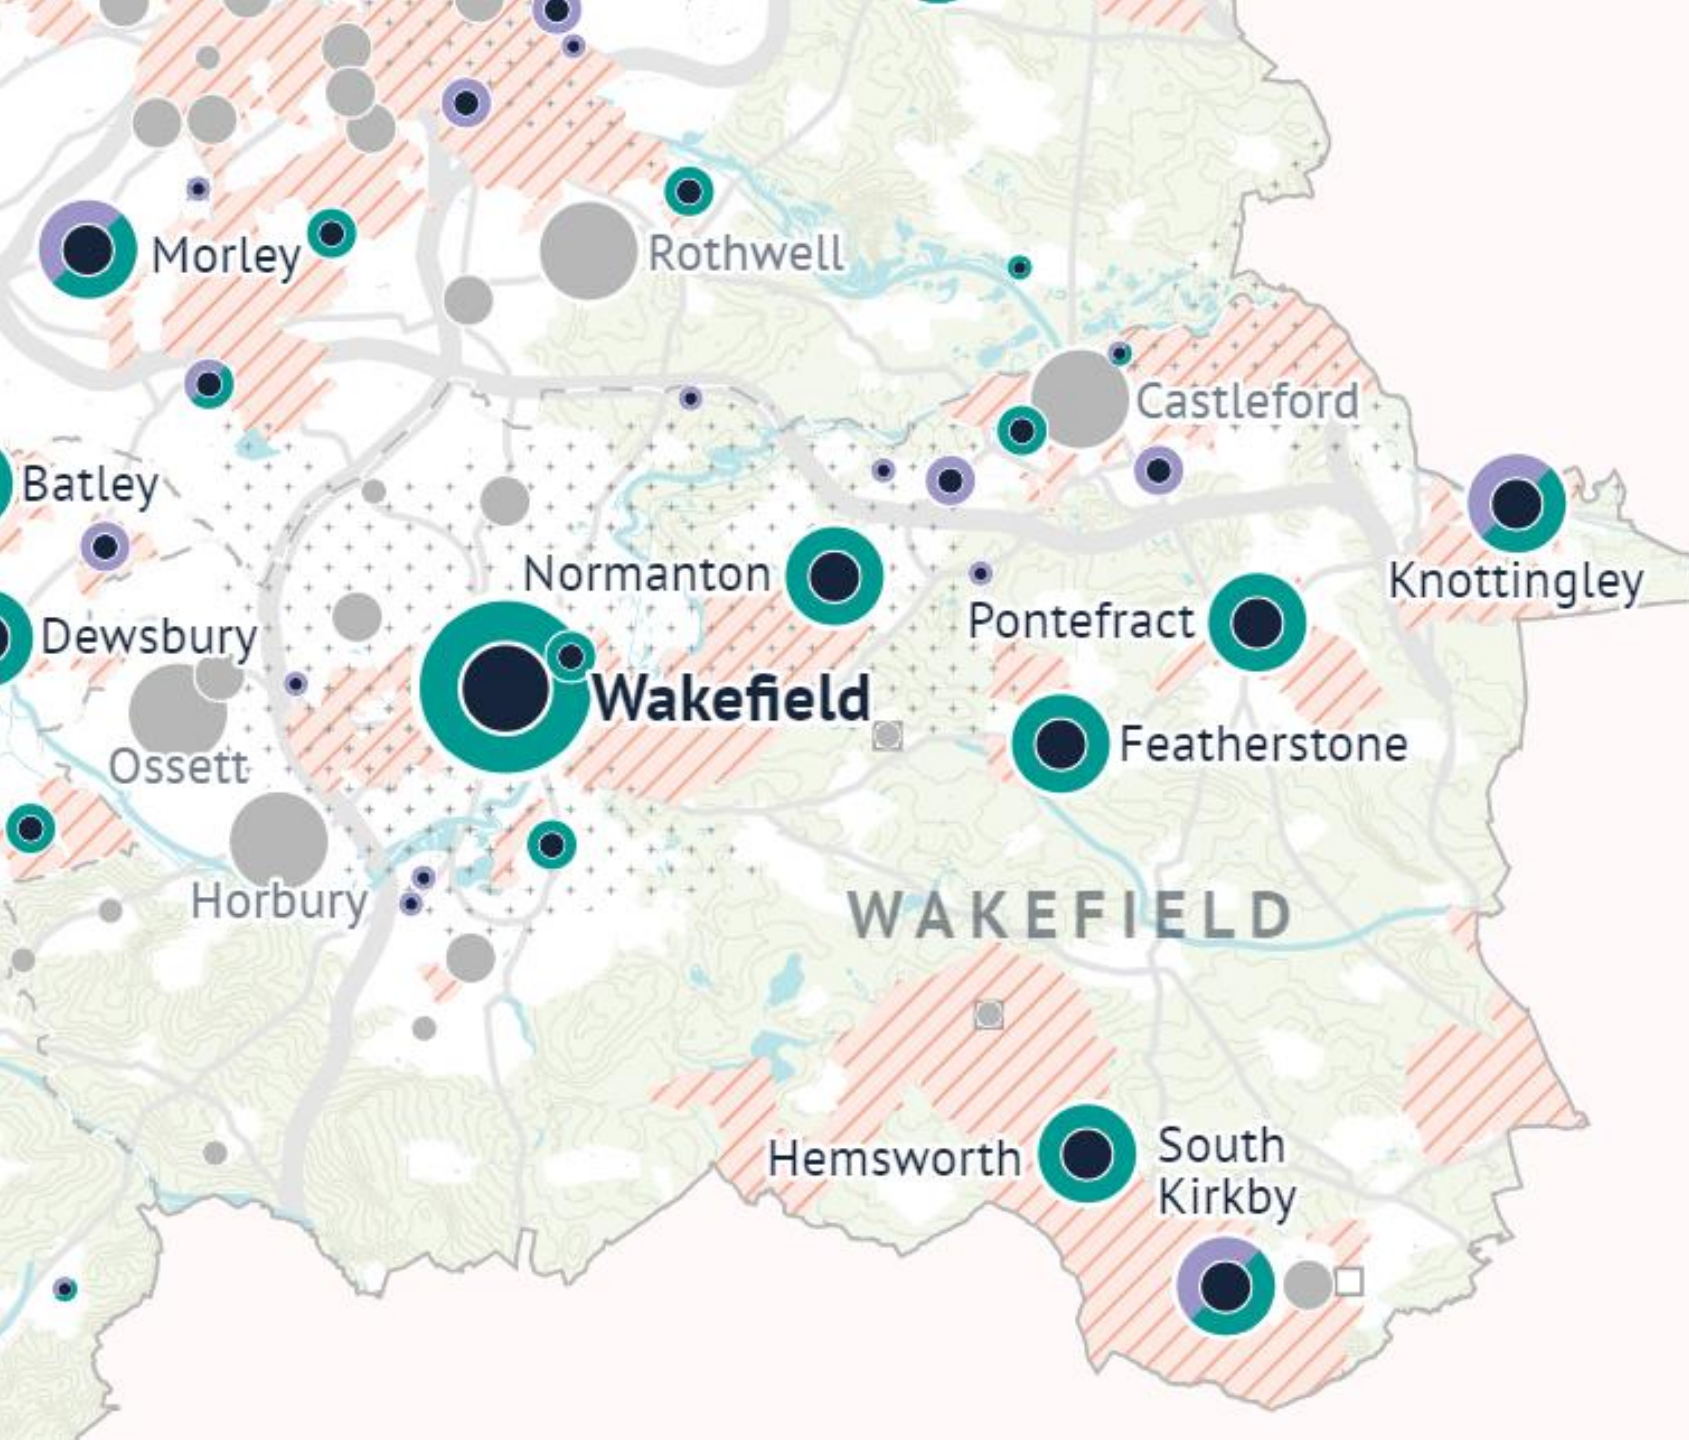 Morley
Rothwell
Castleford
Batley
Knottingley
Normanton
Pontefract
Dewsbury
Wakefield
Featherstone
Ossett
Horbury
WAKEFIELD
Hemsworth
South
Kirkby